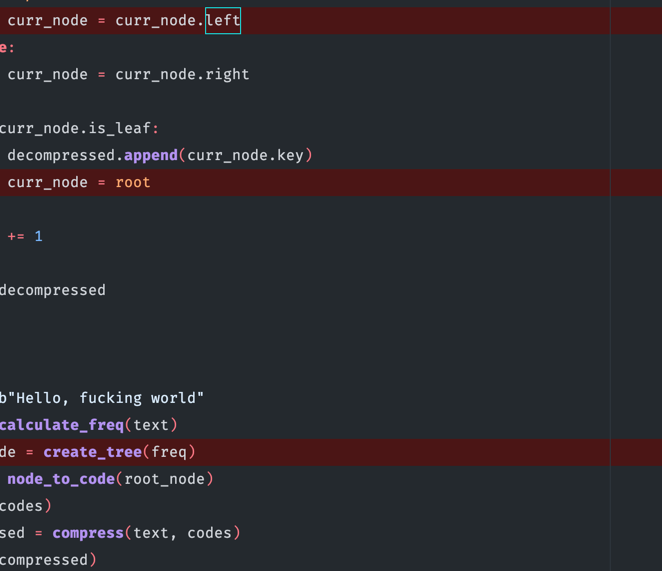 curr_node = curr_node.left
e:
curr_node = curr_node.right
curr_node.is_leaf:
decompressed.append(curr_node.key)
curr_node = root
+= 1
decompressed
b"Hello, fucking world"
calculate_freq(text)
de = create_tree(freq)
node_to_code(root_node)
codes)
sed = compress(text, codes)
compressed)